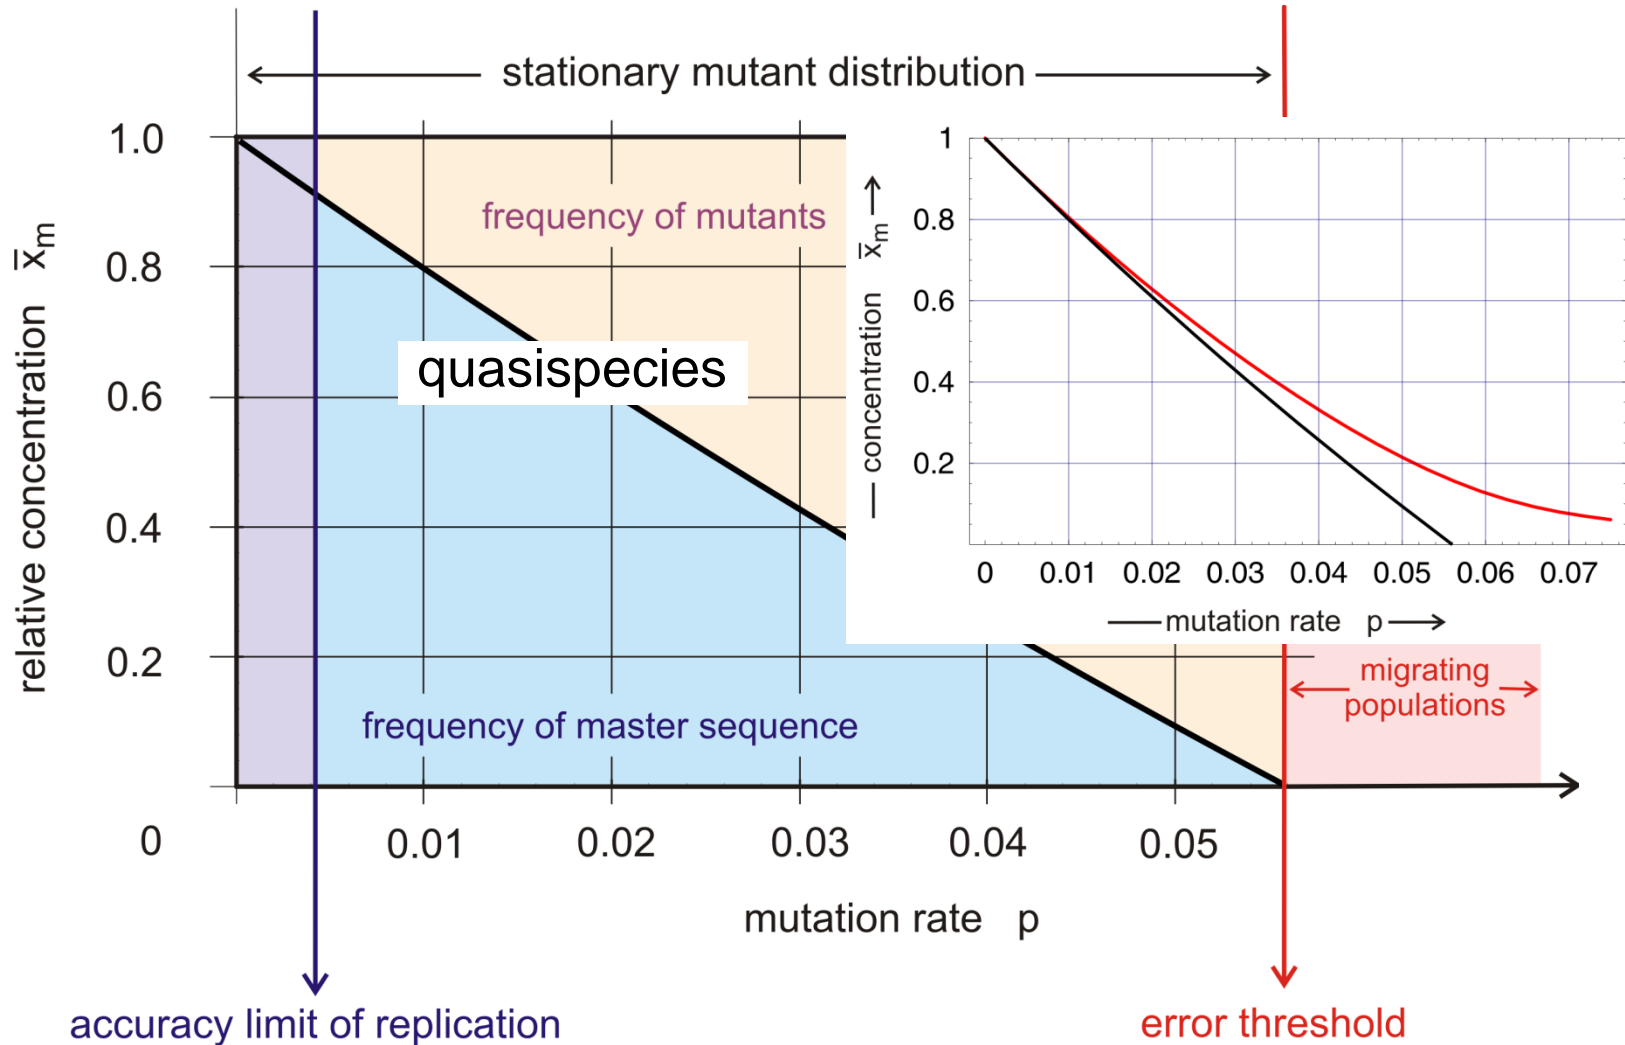 stationary mutant distribution
1.0
0.8
0.6
0.4
0.2
0
relative concentration x̄m
frequency of mutants
quasispecies
frequency of master sequence
0.01
0.02
0.03
0.04
0.05
mutation rate p
accuracy limit of replication
error threshold
migrating
populations
1
0.8
0.6
0.4
0.2
concentration x̄m
0
0.01
0.02
0.03
0.04
0.05
0.06
0.07
mutation rate p